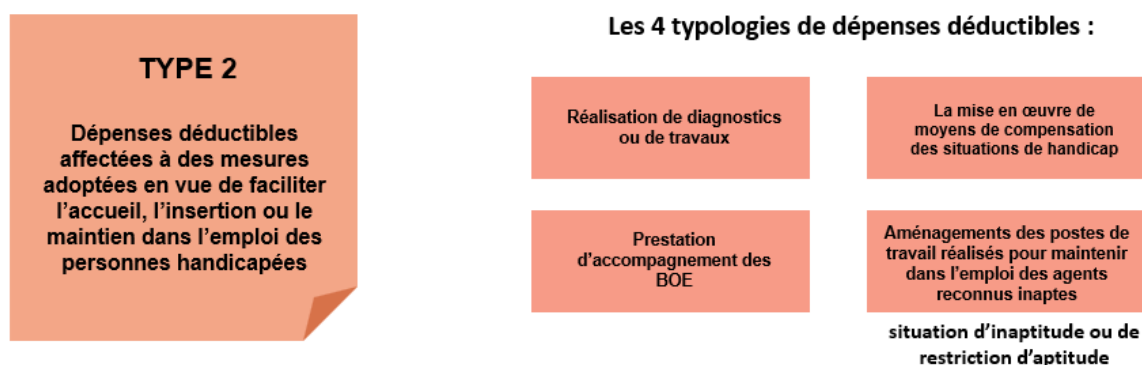 TYPE 2
Dépenses déductibles
affectées à des mesures
adoptées en vue de faciliter
l'accueil, l'insertion ou le
maintien dans l'emploi des
personnes handicapées
Les 4 typologies de dépenses déductibles :
Réalisation de diagnostics
ou de travaux
La mise en œuvre de
moyens de compensation
des situations de handicap
Prestation
d'accompagnement des
BOE
Aménagements des postes de
travail réalisés pour maintenir
dans l'emploi des agents
reconnus inaptes
situation d'inaptitude ou de
restriction d'aptitude